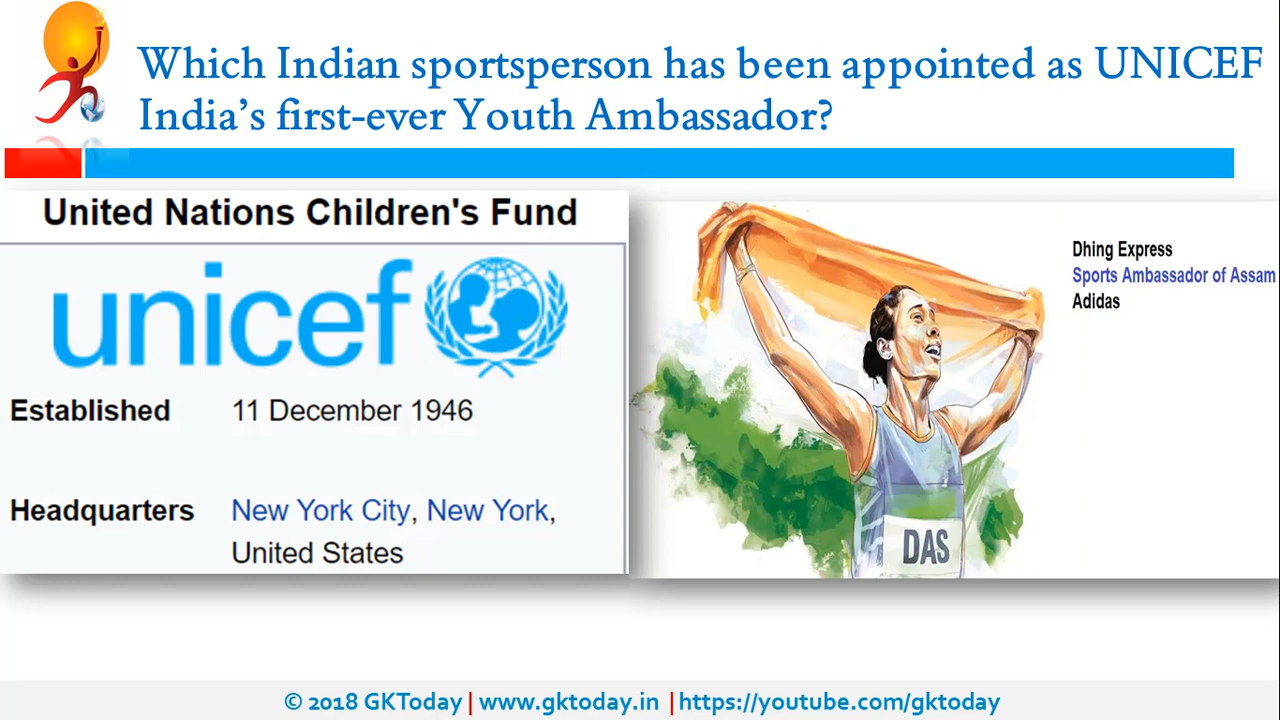 Which Indian sportsperson has been appointed as UNICEF
India’s first-ever Youth Ambassador?
United Nations Children's Fund
unicef
Established 11 December 1946
Headquarters New York City, New York,
United States
Dhing Express
Sports Ambassador of Assam
Adidas
DAS
© 2018 GKToday | www.gktoday.in | https://youtube.com/gktoday